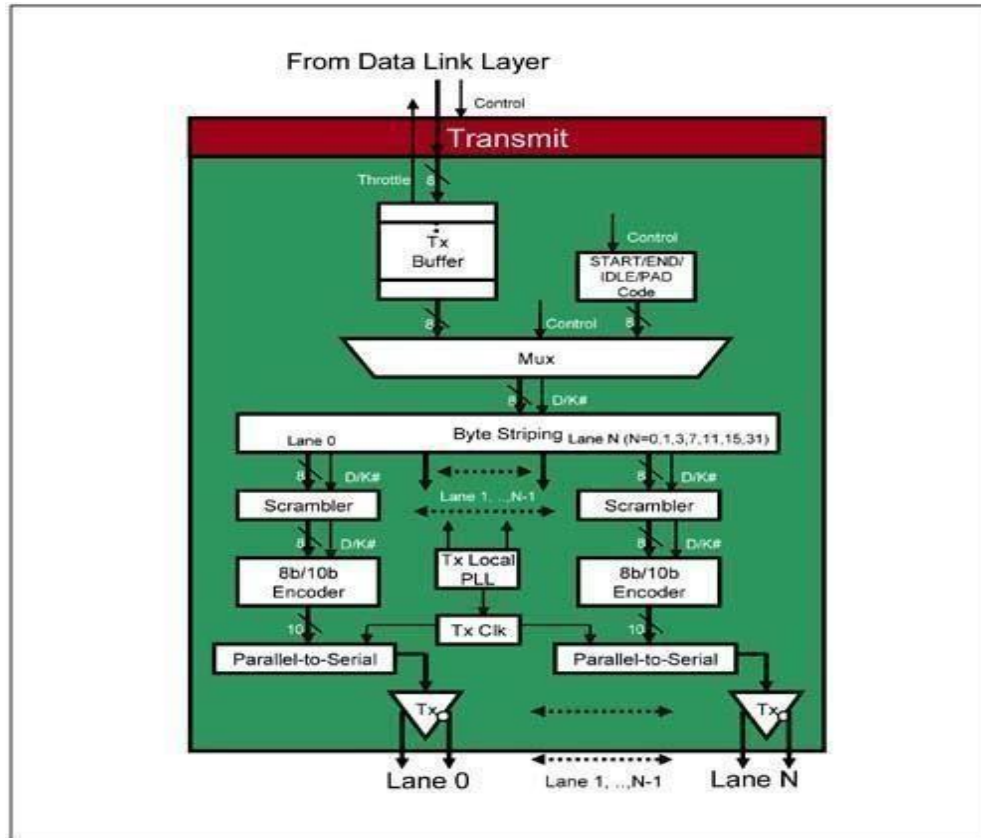 From Data Link Layer
Control
Transmit
Throttle
8
Tx
Buffer
Control
START/END/
IDLE/PAD
Code
8
Control
8
Mux
8
D/K#
Byte Striping
Lane 0
Lane N (N=0,1,3,7,11,15,31)
8
D/K#
Lane 1, ..,N-1
8
D/K#
Scrambler
Scrambler
8
D/K#
8
D/K#
Tx Local
PLL
8b/10b
Encoder
8b/10b
Encoder
10
Tx Clk
10
Parallel-to-Serial
Parallel-to-Serial
Tx
Tx
Lane 0
Lane 1, ..,N-1
Lane N